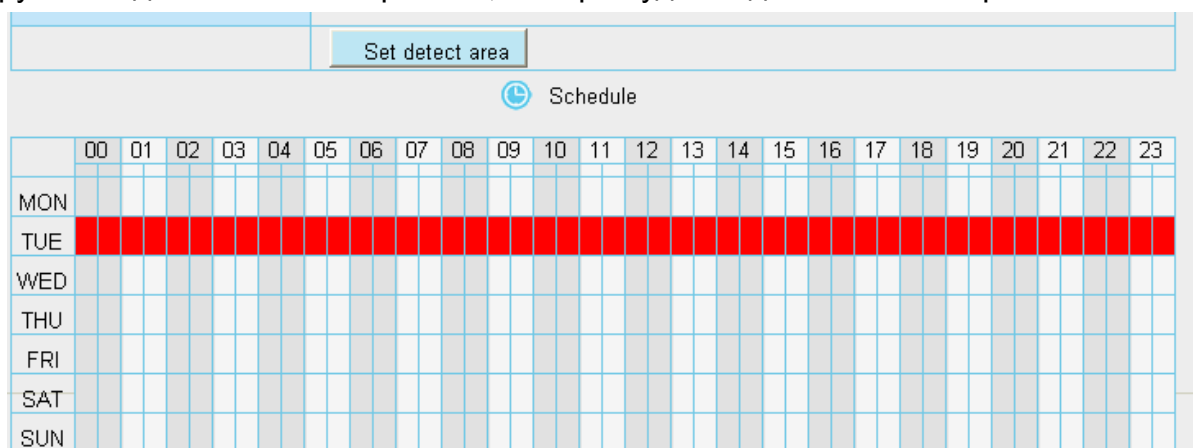 Set detect area
Schedule
00 01 02 03 04 05 06 07 08 09 10 11 12 13 14 15 16 17 18 19 20 21 22 23
MON
TUE
WED
THU
FRI
SAT
SUN